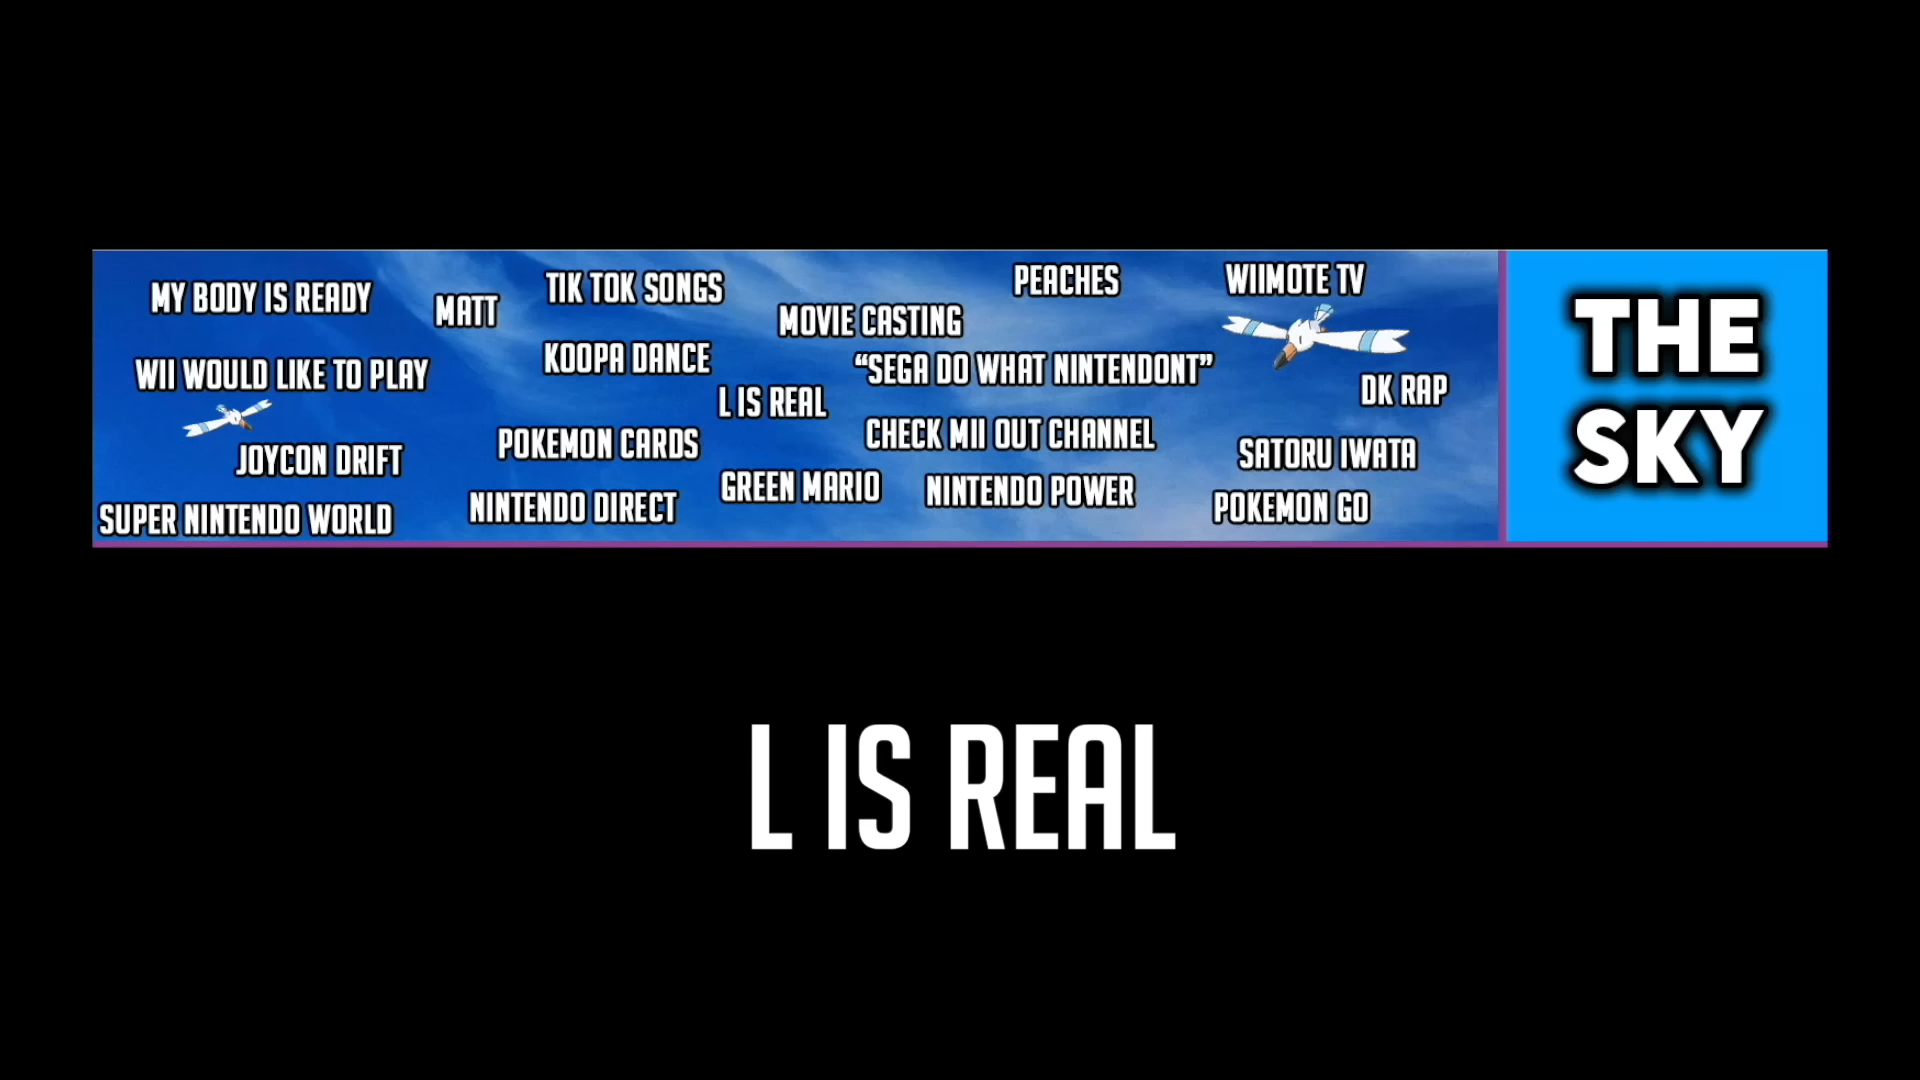 MY BODY IS READY
MATT
TIK TOK SONGS
MOVIE CASTING
PEACHES
WIIMOTE TV
WII WOULD LIKE TO PLAY
KOOPA DANCE
L IS REAL
“SEGA DO WHAT NINTENDONT”
DK RAP
JOYCON DRIFT
POKEMON CARDS
CHECK MII OUT CHANNEL
SATORU IWATA
SUPER NINTENDO WORLD
NINTENDO DIRECT
GREEN MARIO
NINTENDO POWER
POKEMON GO
THE
SKY
L IS REAL